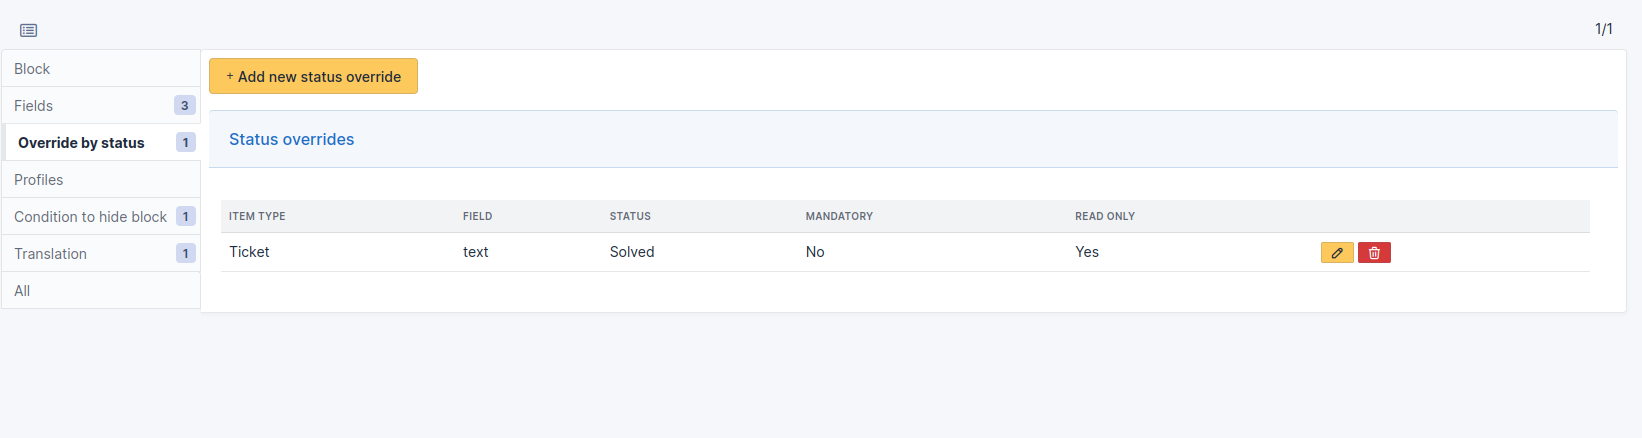 1/1
Block
Fields 3
Override by status 1
Profiles
Condition to hide block 1
Translation 1
All
+ Add new status override
Status overrides
ITEM TYPE FIELD STATUS MANDATORY READ ONLY
Ticket text Solved No Yes